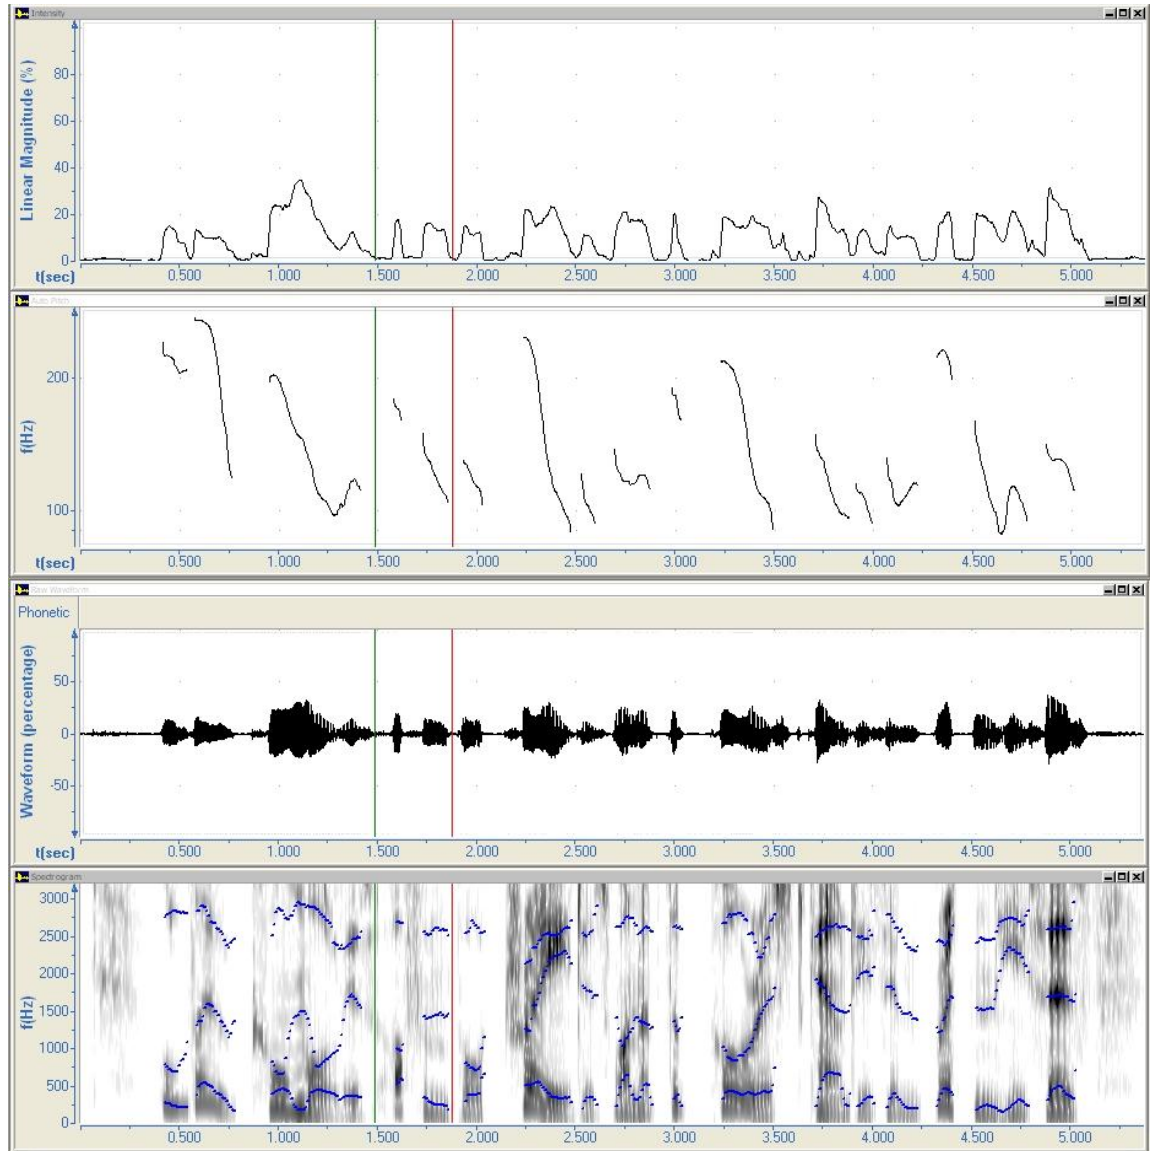 Intensity
Linear Magnitude (%)
80
60
40
20
0
t(sec)
0.500 1.000 1.500 2.000 2.500 3.000 3.500 4.000 4.500 5.000
Auto Pitch
f(Hz)
200
100
t(sec)
0.500 1.000 1.500 2.000 2.500 3.000 3.500 4.000 4.500 5.000
Raw Waveform
Phonetic
Waveform (percentage)
50
0
-50
t(sec)
0.500 1.000 1.500 2.000 2.500 3.000 3.500 4.000 4.500 5.000
Spectrogram
f(Hz)
3000
2500
2000
1500
1000
500
0
0.500 1.000 1.500 2.000 2.500 3.000 3.500 4.000 4.500 5.000